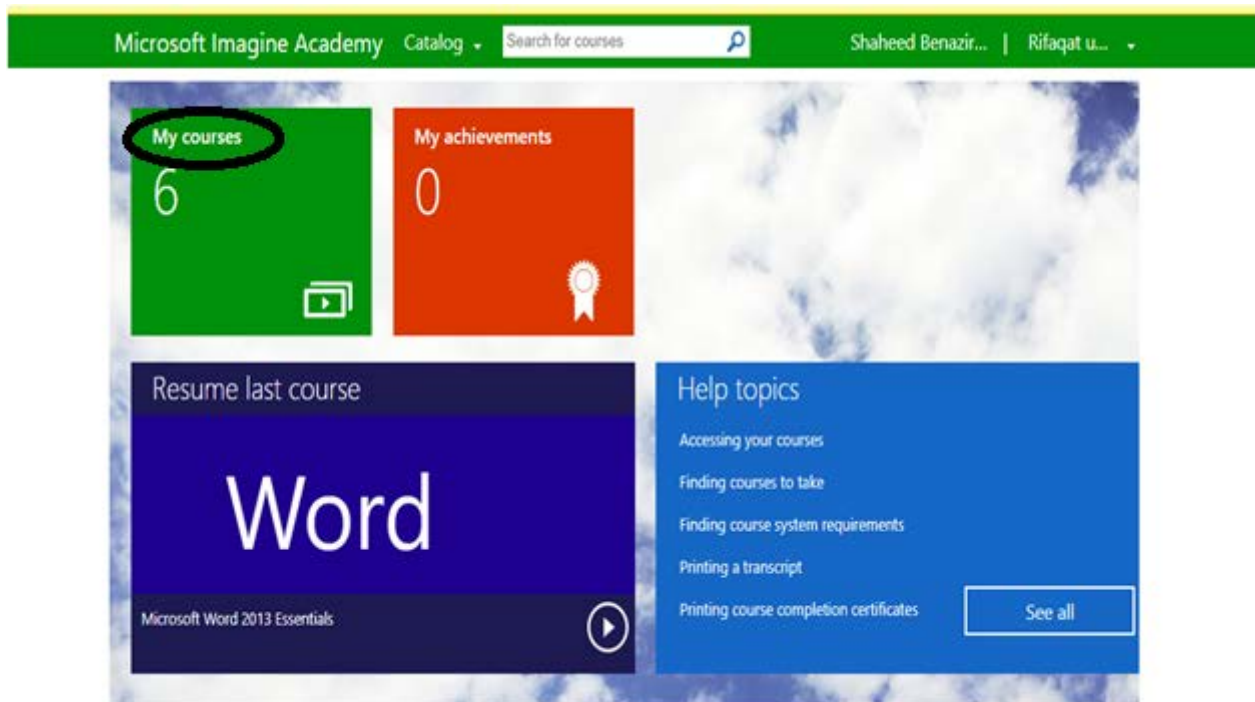 Microsoft Imagine Academy Catalog Search for courses Shaheed Benazir... | Rifaqat u...
My courses
6
My achievements
0
Resume last course
Word
Microsoft Word 2013 Essentials
Help topics
Accessing your courses
Finding courses to take
Finding course system requirements
Printing a transcript
Printing course completion certificates
See all